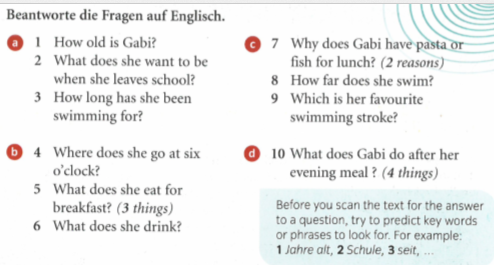 Beantworte die Fragen auf Englisch.
a 1 How old is Gabi?
2 What does she want to be
when she leaves school?
3 How long has she been
swimming for?
b 4 Where does she go at six
o'clock?
5 What does she eat for
breakfast? (3 things)
6 What does she drink?
c 7 Why does Gabi have pasta or
fish for lunch? (2 reasons)
8 How far does she swim?
9 Which is her favourite
swimming stroke?
d 10 What does Gabi do after her
evening meal ? (4 things)
Before you scan the text for the answer
to a question, try to predict key words
or phrases to look for. For example:
1 Jahre alt, 2 Schule, 3 seit, ...